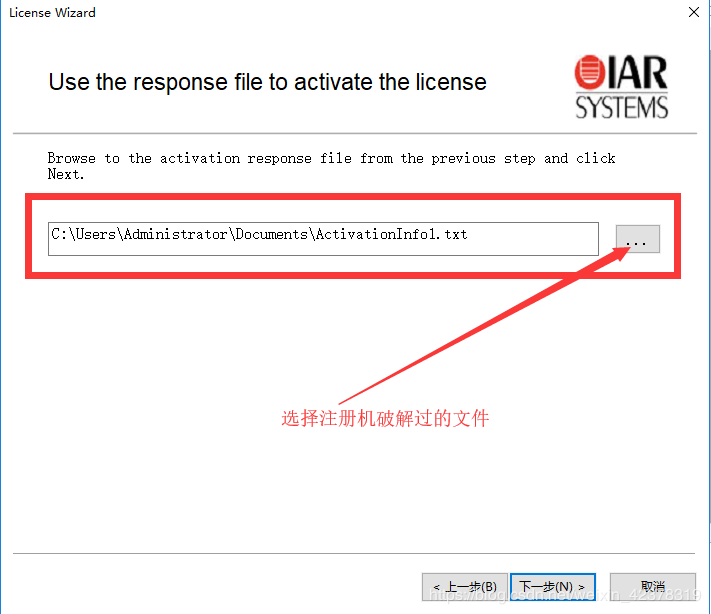 License Wizard
Use the response file to activate the license
IAR
SYSTEMS
Browse to the activation response file from the previous step and click
Next.
C:\Users\Administrator\Documents\ActivationInfo1.txt
...
选择注册机破解过的文件
< 上一步(B)
下一步(N) >
取消
https://blog.csdn.net/weixin_42378319